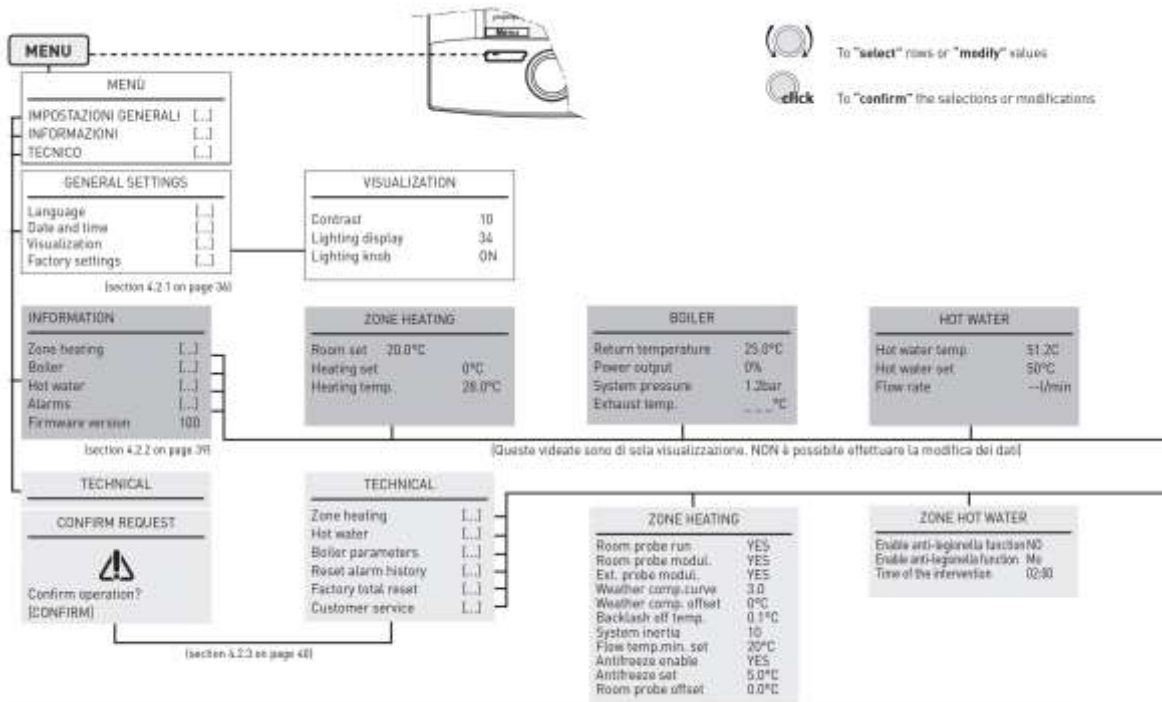 Menu
MENU
To "select" rows or "modify" values
click To "confirm" the selections or modifications
MENÙ
IMPOSTAZIONI GENERALI [...]
INFORMAZIONI [...]
TECNICO [...]
GENERAL SETTINGS
Language [...]
Date and time [...]
Visualization [...]
Factory settings [...]
(section 4.2.1 on page 36)
VISUALIZATION
Contrast 10
Lighting display 34
Lighting knob ON
INFORMATION
Zone heating [...]
Boiler [...]
Hot water [...]
Alarms [...]
Firmware version 100
(section 4.2.2 on page 39)
ZONE HEATING
Room set 20.0°C
Heating set 0°C
Heating temp. 28.0°C
BOILER
Return temperature 25.0°C
Power output 0%
System pressure 1.2bar
Exhaust temp. _ _ _°C
HOT WATER
Hot water temp 51.2C
Hot water set 50°C
Flow rate --l/min
(Queste videate sono di sola visualizzazione. NON è possibile effettuare la modifica dei dati)
TECHNICAL
CONFIRM REQUEST
Confirm operation?
(CONFIRM)
TECHNICAL
Zone heating [...]
Hot water [...]
Boiler parameters [...]
Reset alarm history [...]
Factory total reset [...]
Customer service [...]
(section 4.2.3 on page 40)
ZONE HEATING
Room probe run YES
Room probe modul. YES
Ext. probe modul. YES
Weather comp.curve 3.0
Weather comp. offset 0°C
Backlash off temp. 0.1°C
System inertia 10
Flow temp.min. set 20°C
Antifreeze enable YES
Antifreeze set 5.0°C
Room probe offset 0.0°C
ZONE HOT WATER
Enable anti-legionella function NO
Enable anti-legionella function Mo
Time of the intervention 02:00